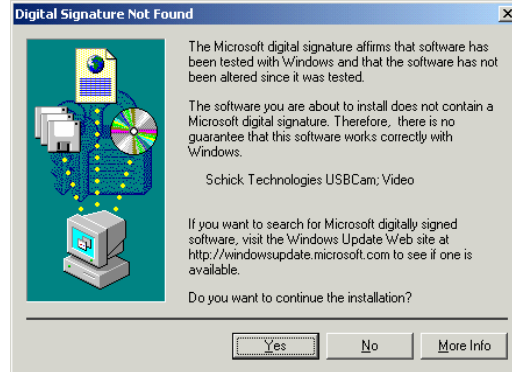 Digital Signature Not Found
The Microsoft digital signature affirms that software has
been tested with Windows and that the software has not
been altered since it was tested.
The software you are about to install does not contain a
Microsoft digital signature. Therefore, there is no
guarantee that this software works correctly with
Windows.
Schick Technologies USBCam; Video
If you want to search for Microsoft digitally signed
software, visit the Windows Update Web site at
http://windowsupdate.microsoft.com to see if one is
available.
Do you want to continue the installation?
Yes No More Info